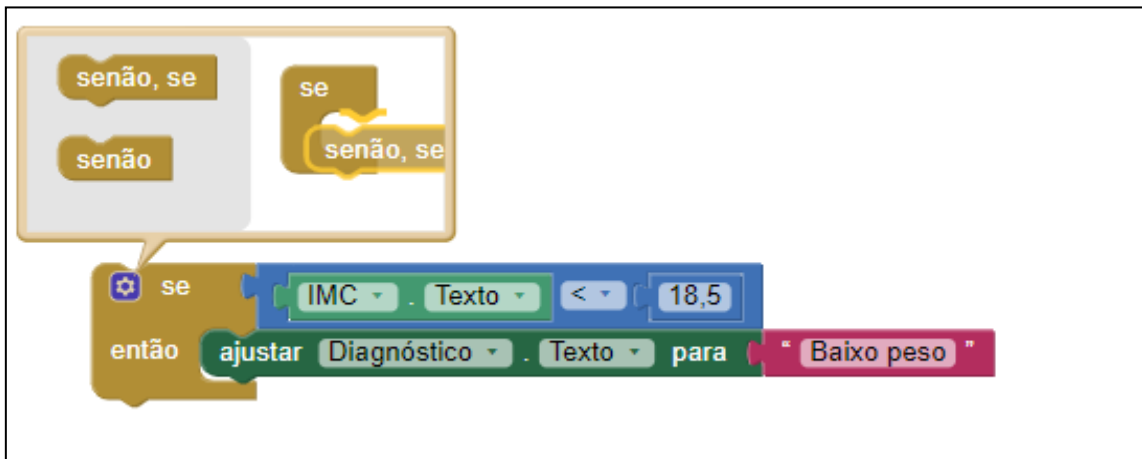 senão, se
senão
se
senão, se
se IMC . Texto < 18,5
então ajustar Diagnóstico . Texto para “ Baixo peso ”